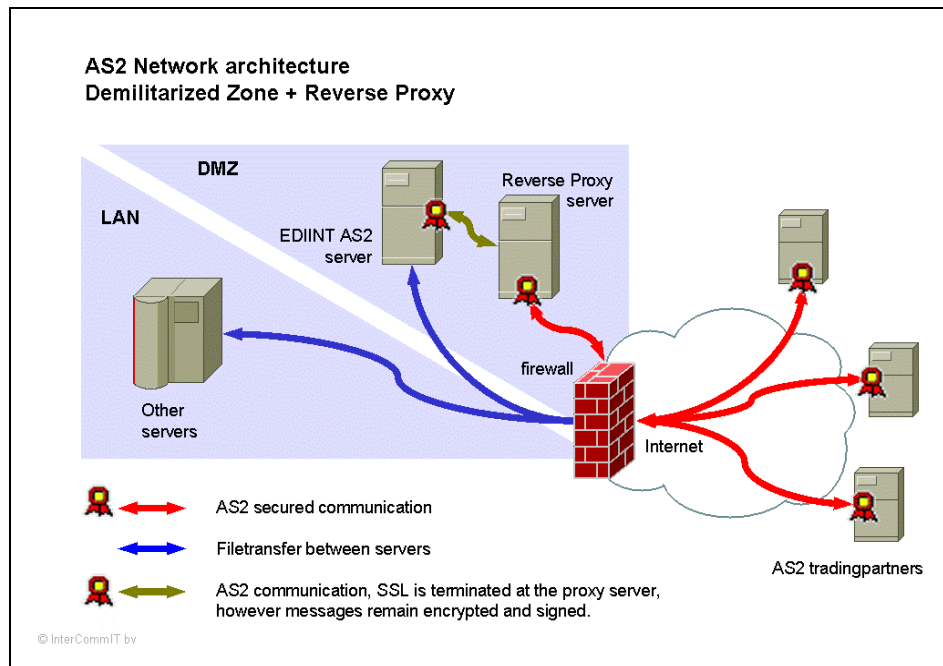 AS2 Network architecture
Demilitarized Zone + Reverse Proxy
DMZ
LAN
Reverse Proxy
server
EDIINT AS2
server
firewall
Other
servers
Internet
AS2 tradingpartners
AS2 secured communication
Filetransfer between servers
AS2 communication, SSL is terminated at the proxy server,
however messages remain encrypted and signed.
© InterCommIT bv